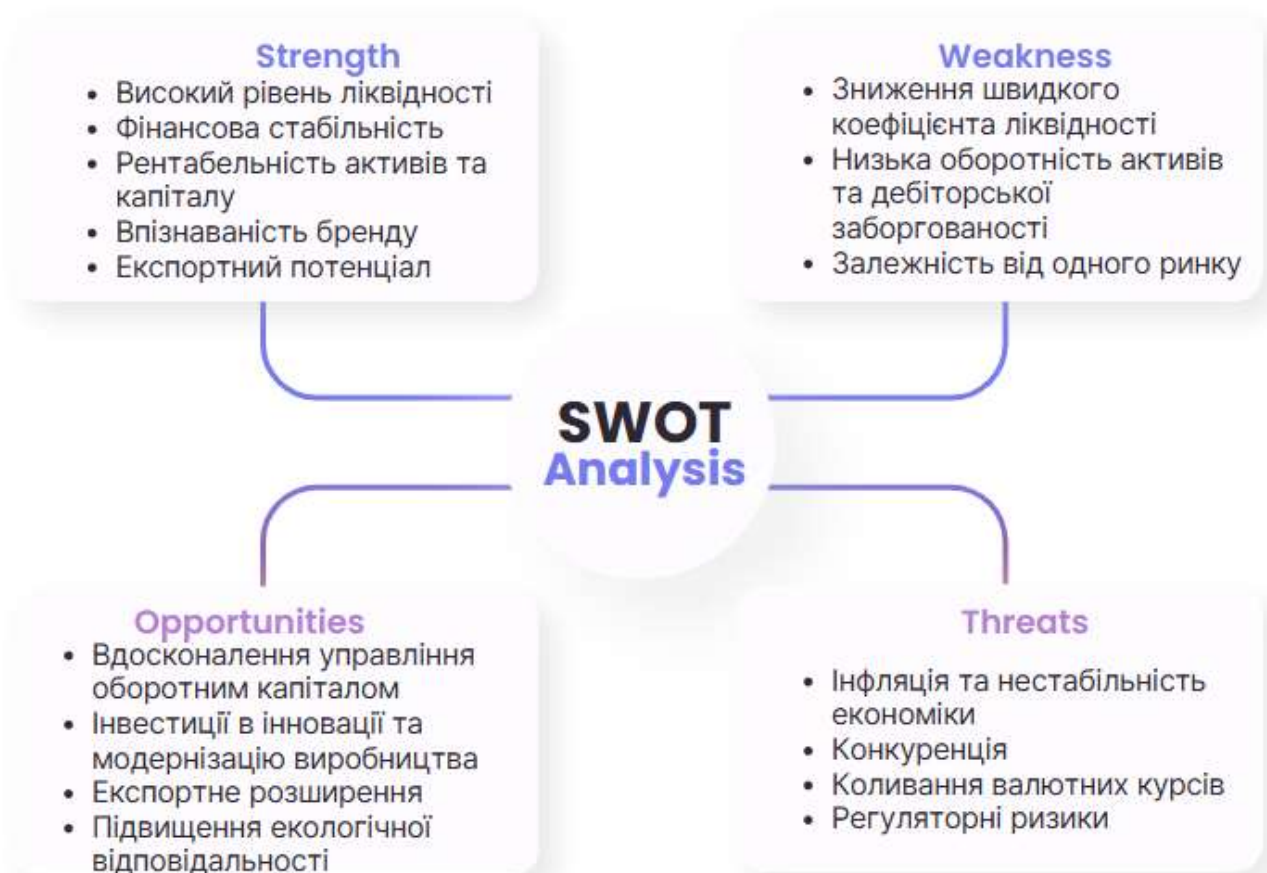 Strength
• Високий рівень ліквідності
• Фінансова стабільність
• Рентабельність активів та
капіталу
• Впізнаваність бренду
• Експортний потенціал
Weakness
• Зниження швидкого
коефіцієнта ліквідності
• Низька оборотність активів
та дебіторської
заборгованості
• Залежність від одного ринку
SWOT
Analysis
Opportunities
• Вдосконалення управління
оборотним капіталом
• Інвестиції в інновації та
модернізацію виробництва
• Експортне розширення
• Підвищення екологічної
відповідальності
Threats
• Інфляція та нестабільність
економіки
• Конкуренція
• Коливання валютних курсів
• Регуляторні ризики